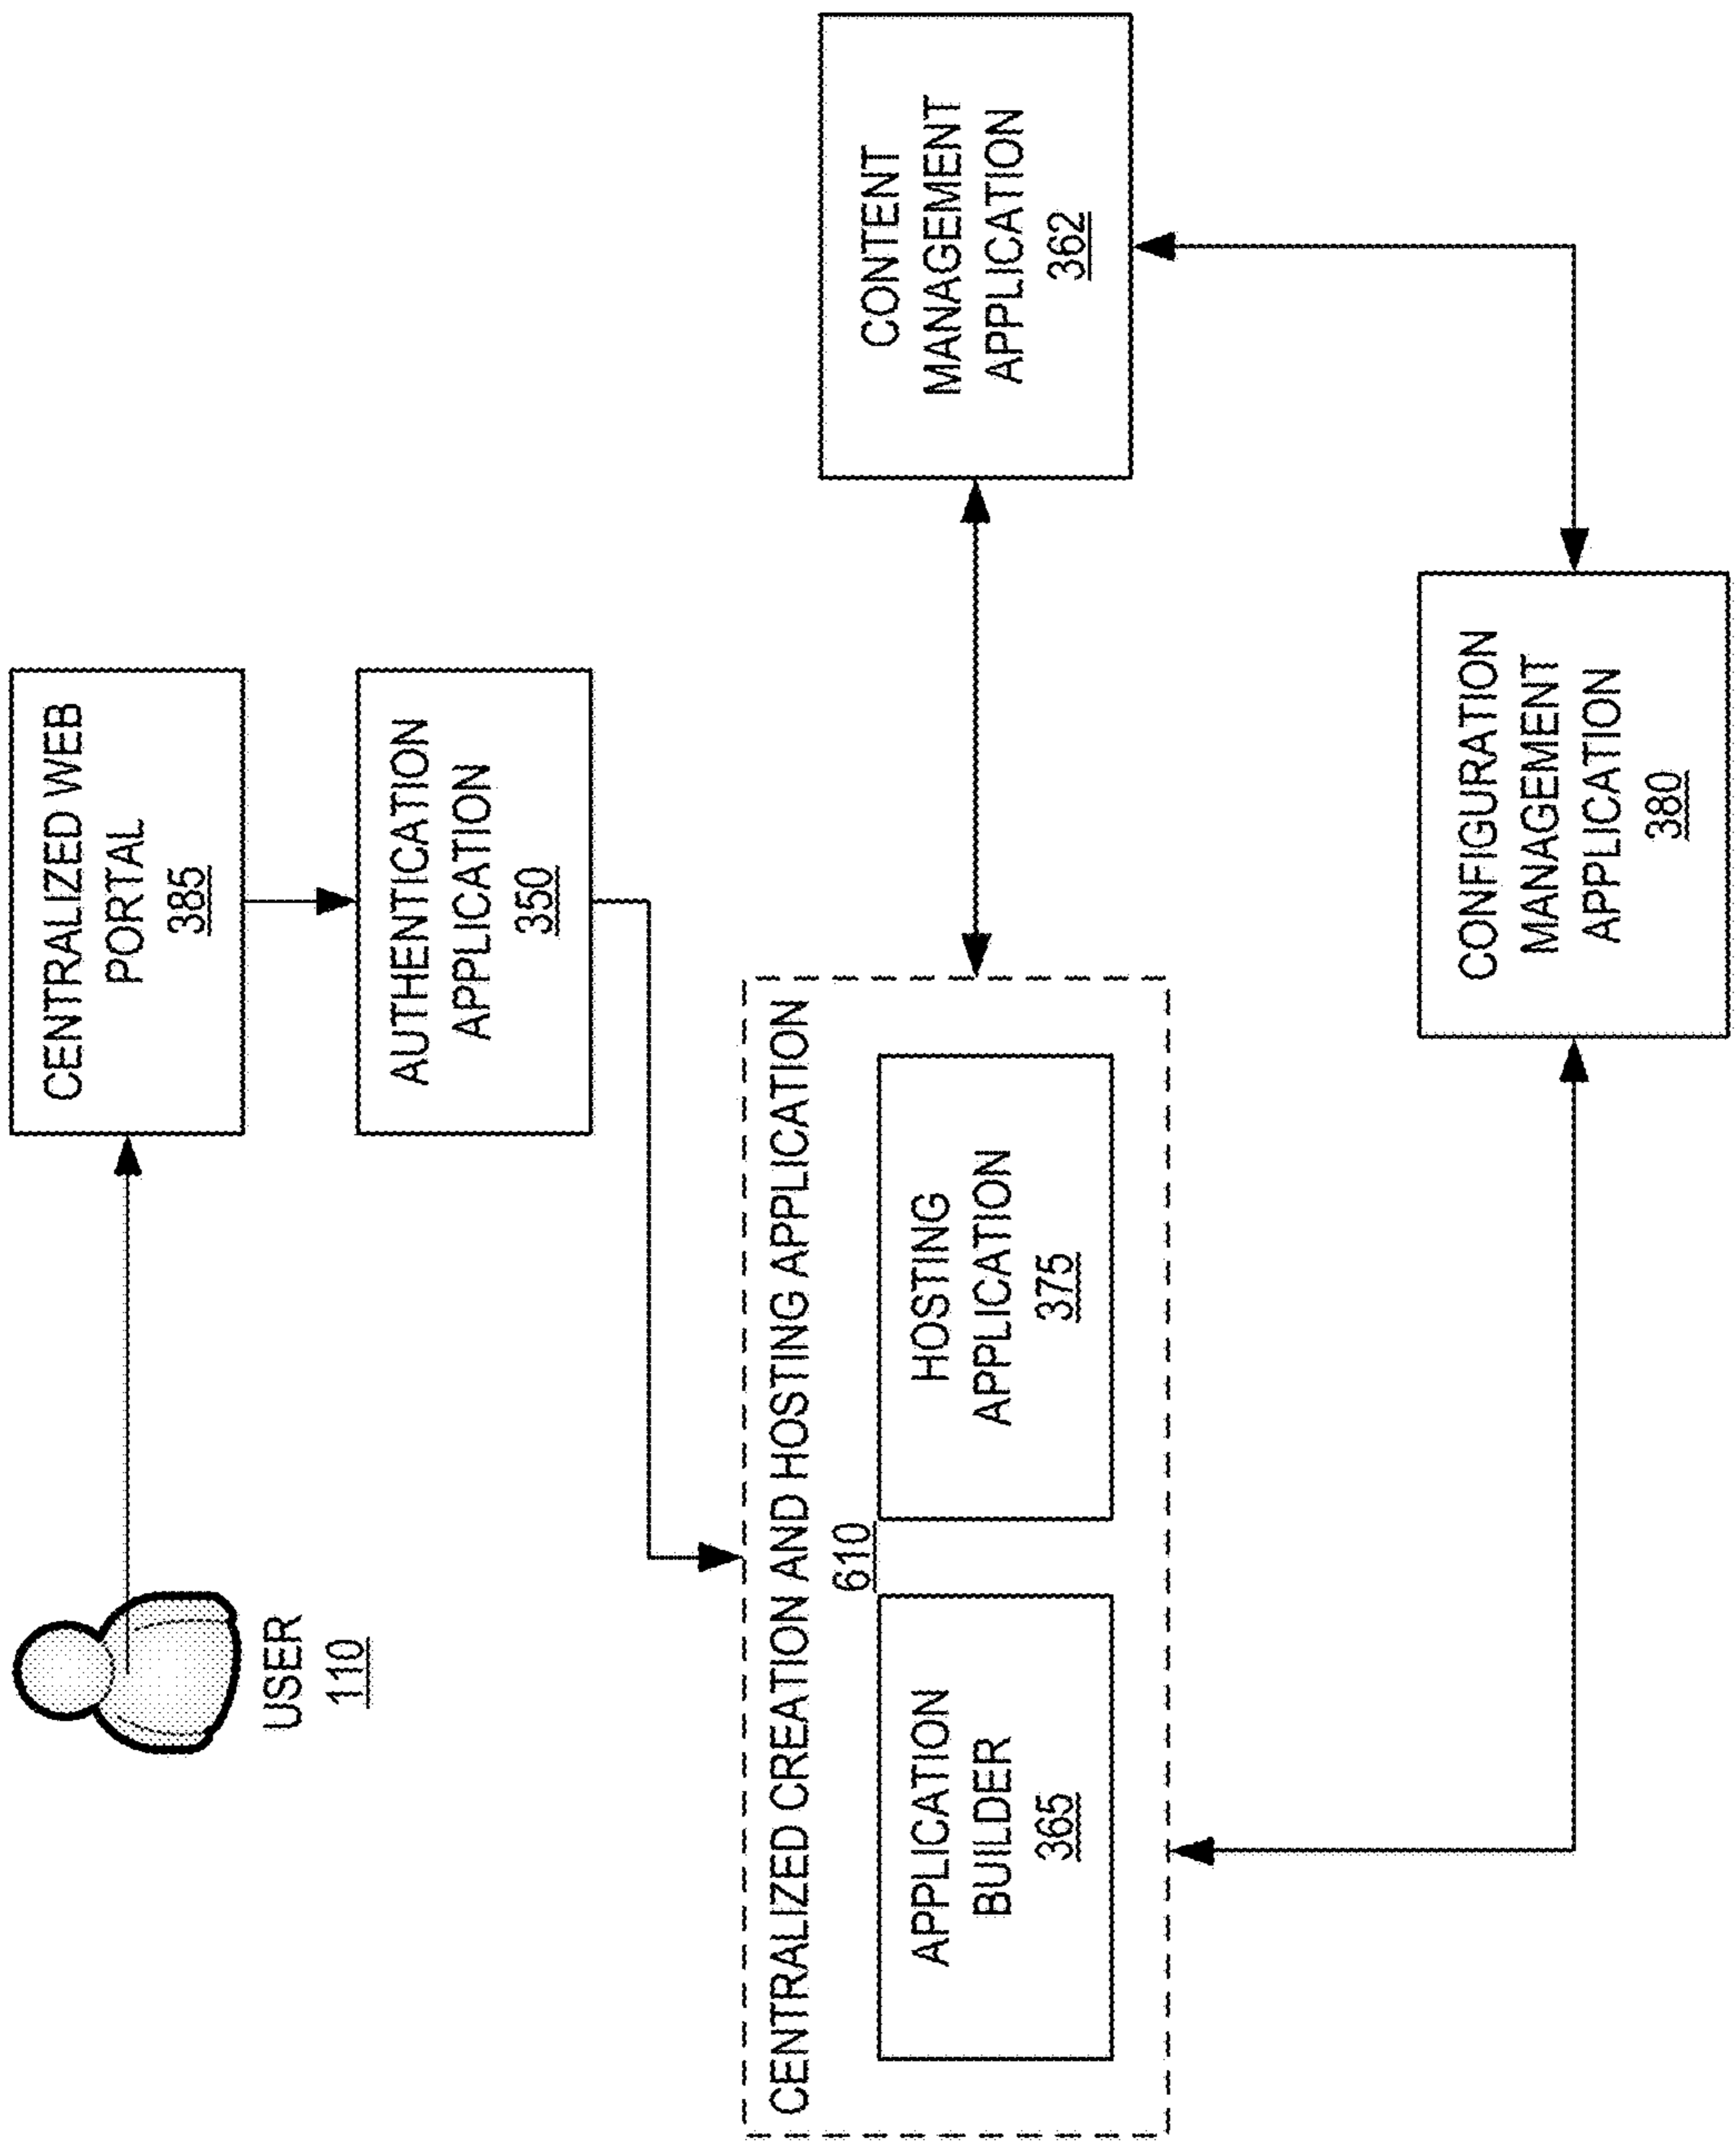 USER
110
CENTRALIZED WEB
PORTAL
385
AUTHENTICATION
APPLICATION
350
CENTRALIZED CREATION AND HOSTING APPLICATION
610
APPLICATION
BUILDER
365
HOSTING
APPLICATION
375
CONTENT
MANAGEMENT
APPLICATION
362
CONFIGURATION
MANAGEMENT
APPLICATION
380